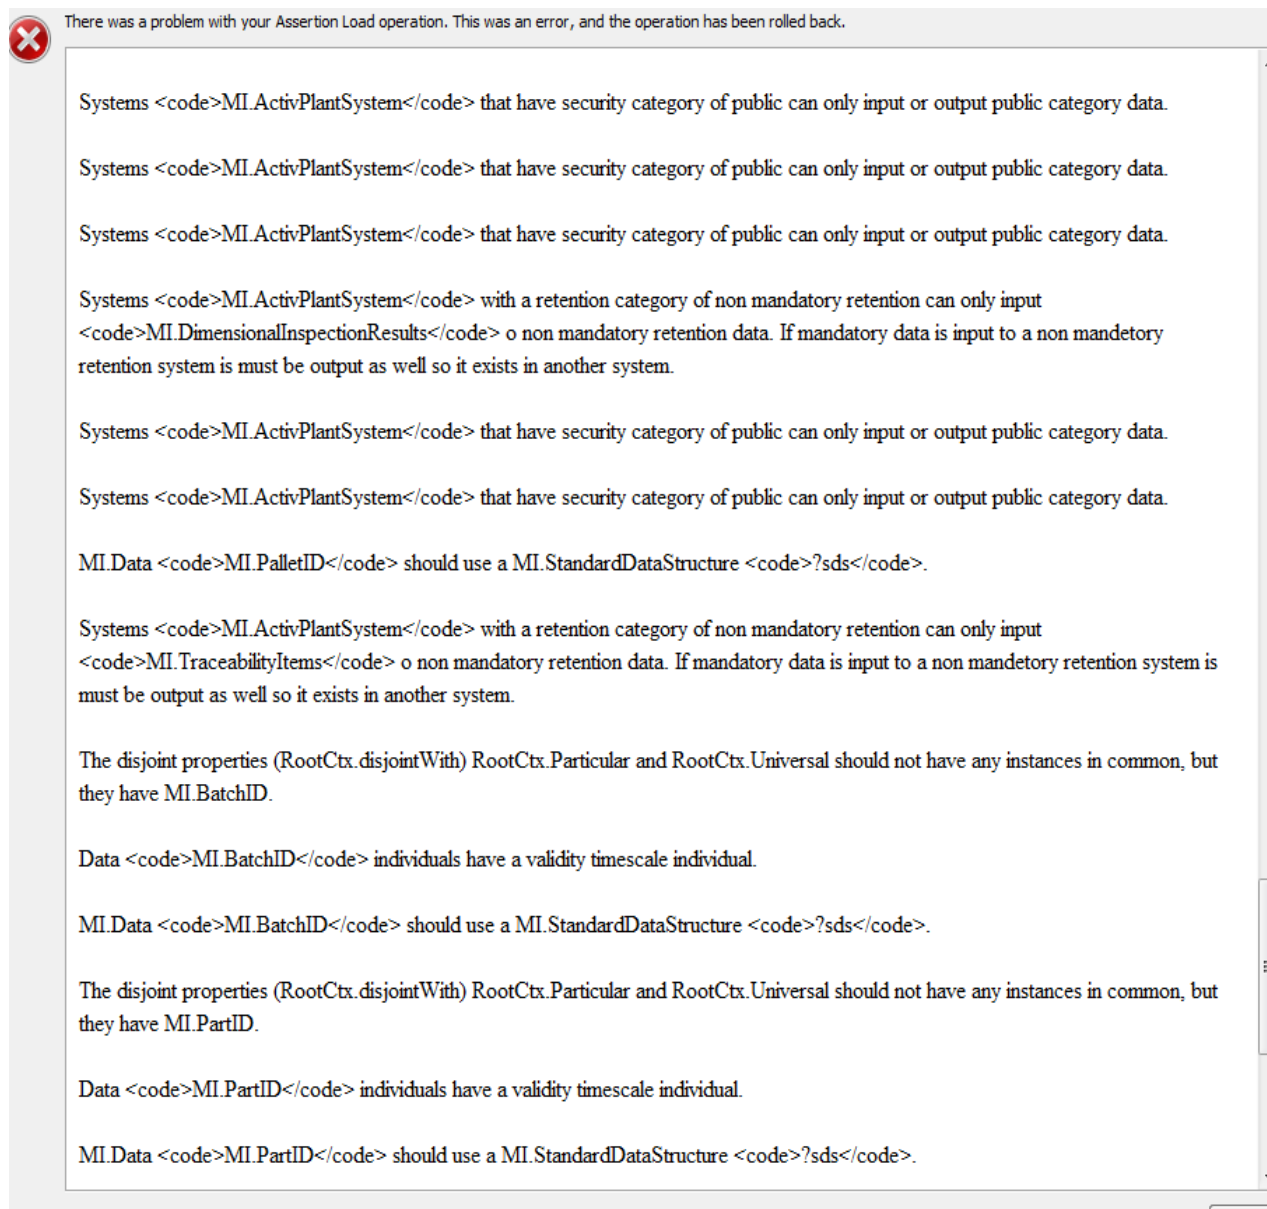 There was a problem with your Assertion Load operation. This was an error, and the operation has been rolled back.
Systems <code>MI.ActivPlantSystem</code> that have security category of public can only input or output public category data.
Systems <code>MI.ActivPlantSystem</code> that have security category of public can only input or output public category data.
Systems <code>MI.ActivPlantSystem</code> that have security category of public can only input or output public category data.
Systems <code>MI.ActivPlantSystem</code> with a retention category of non mandatory retention can only input
<code>MI.DimensionalInspectionResults</code> o non mandatory retention data. If mandatory data is input to a non mandetory
retention system is must be output as well so it exists in another system.
Systems <code>MI.ActivPlantSystem</code> that have security category of public can only input or output public category data.
Systems <code>MI.ActivPlantSystem</code> that have security category of public can only input or output public category data.
MI.Data <code>MI.PalletID</code> should use a MI.StandardDataStructure <code>?sds</code>.
Systems <code>MI.ActivPlantSystem</code> with a retention category of non mandatory retention can only input
<code>MI.TraceabilityItems</code> o non mandatory retention data. If mandatory data is input to a non mandetory retention system is
must be output as well so it exists in another system.
The disjoint properties (RootCtx.disjointWith) RootCtx.Particular and RootCtx.Universal should not have any instances in common, but
they have MI.BatchID.
Data <code>MI.BatchID</code> individuals have a validity timescale individual.
MI.Data <code>MI.BatchID</code> should use a MI.StandardDataStructure <code>?sds</code>.
The disjoint properties (RootCtx.disjointWith) RootCtx.Particular and RootCtx.Universal should not have any instances in common, but
they have MI.PartID.
Data <code>MI.PartID</code> individuals have a validity timescale individual.
MI.Data <code>MI.PartID</code> should use a MI.StandardDataStructure <code>?sds</code>.